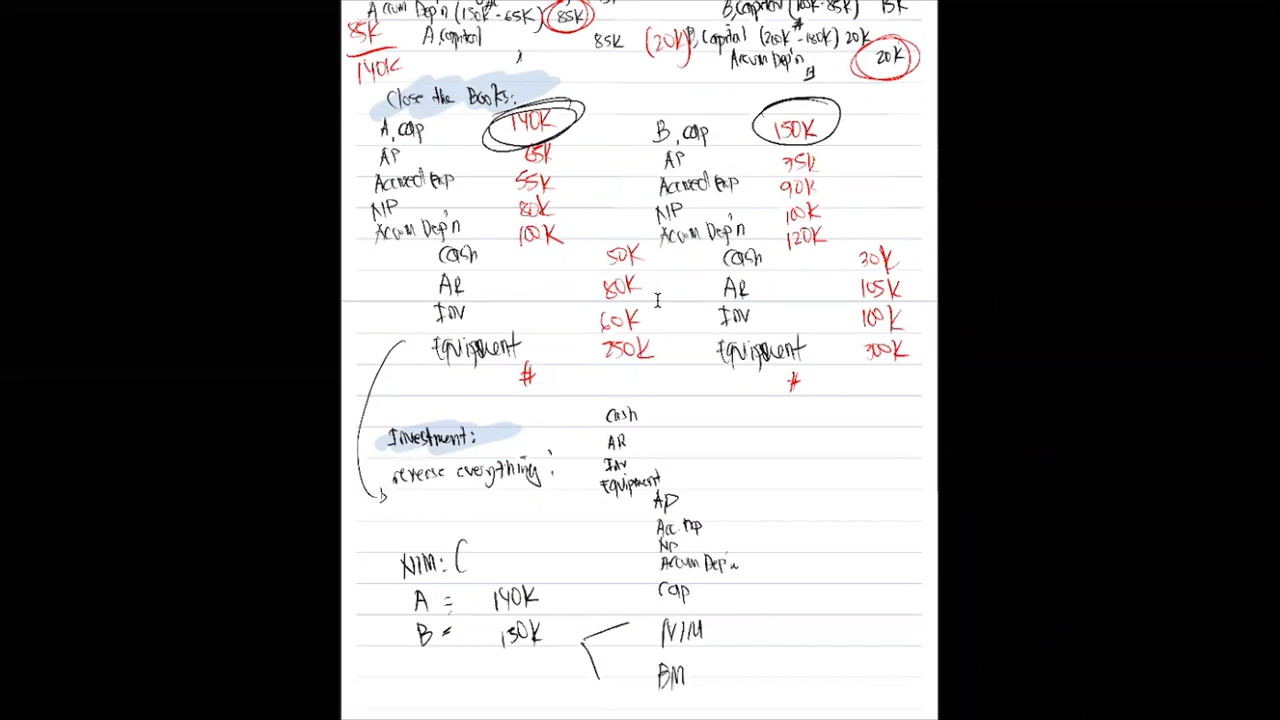 Accum Dep'n (150K-65K) 85K
B, capital (100K-85K) 15K
85K
A, capital 85K
(20K)
B, Capital (200K-180K) 20K
140K
Accum Dep'n 20K
Close the Books:
A, cap 140K
B, cap 150K
AP 65K
AP 75K
Accrued Exp 55K
Accrued Exp 90K
NP 80K
NP 100K
Accum Dep'n 100K
Accum Dep'n 120K
Cash 50K
Cash 30K
AR 80K
AR 105K
Inv 60K
Inv 100K
Equipment 250K
Equipment 300K
#
#
Cash
Investment:
AR
Inv
reverse everything:
Equipment
AP
Acc. Exp
NP
NIM: (
Accum Dep'n
A = 140K
Cap
B = 150K
NIM
BM